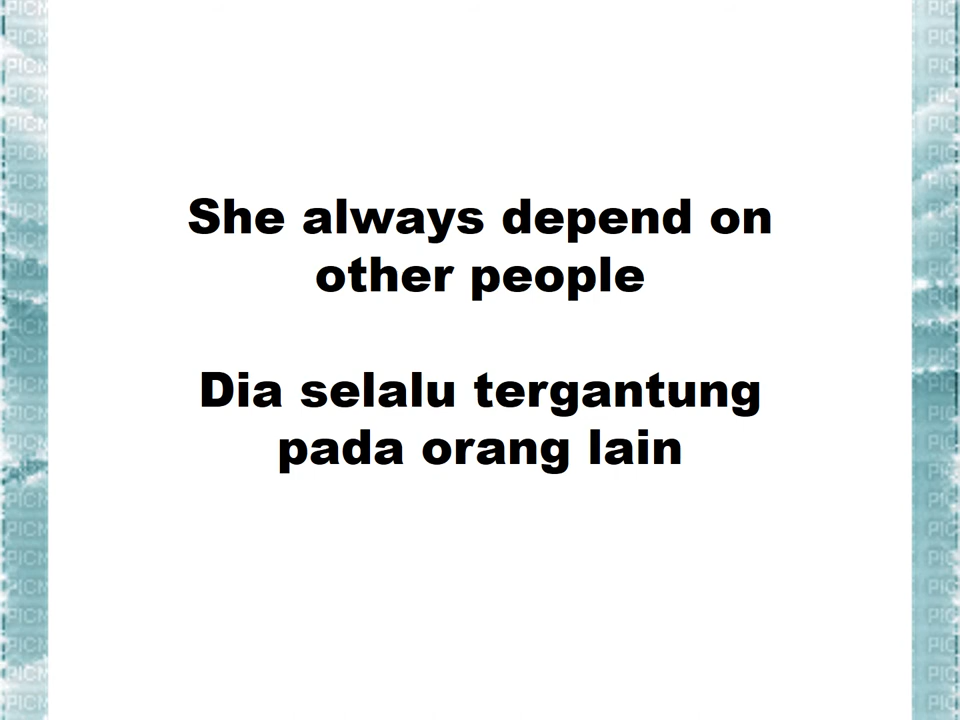 She always depend on
other people
Dia selalu tergantung
pada orang lain